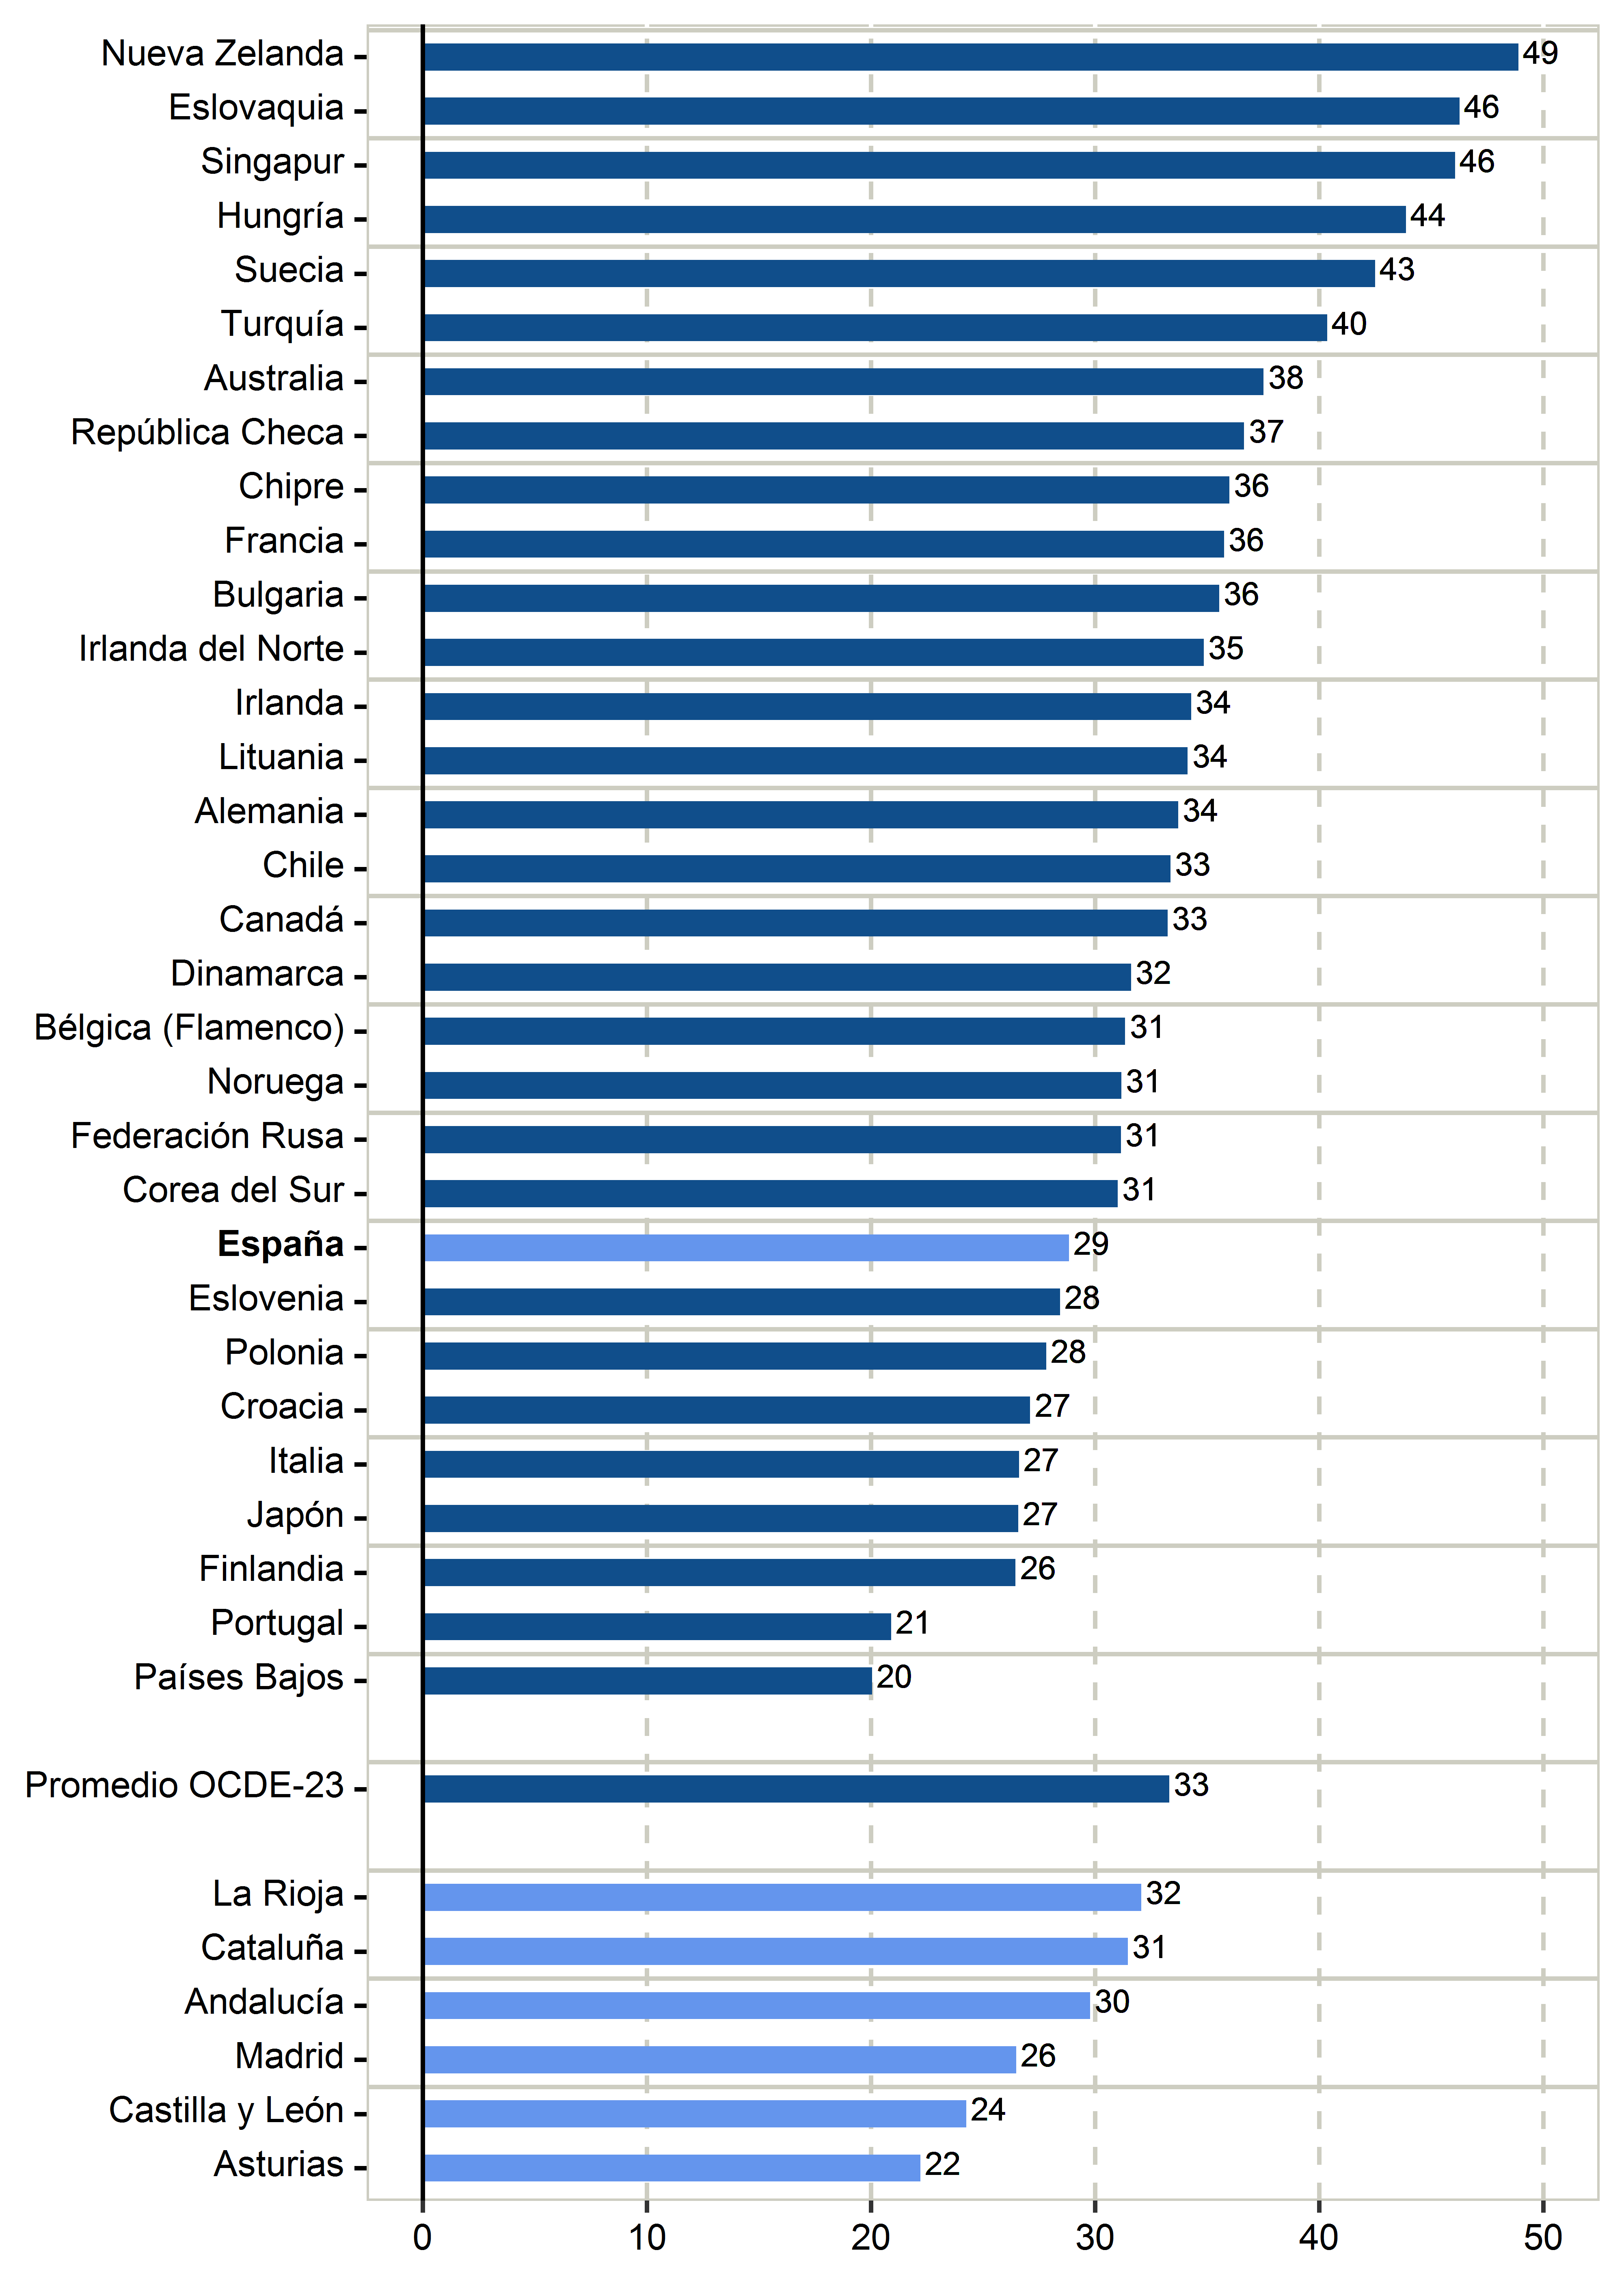 Nueva Zelanda 49
Eslovaquia 46
Singapur 46
Hungría 44
Suecia 43
Turquía 40
Australia 38
República Checa 37
Chipre 36
Francia 36
Bulgaria 36
Irlanda del Norte 35
Irlanda 34
Lituania 34
Alemania 34
Chile 33
Canadá 33
Dinamarca 32
Bélgica (Flamenco) 31
Noruega 31
Federación Rusa 31
Corea del Sur 31
España 29
Eslovenia 28
Polonia 28
Croacia 27
Italia 27
Japón 27
Finlandia 26
Portugal 21
Países Bajos 20
Promedio OCDE-23 33
La Rioja 32
Cataluña 31
Andalucía 30
Madrid 26
Castilla y León 24
Asturias 22
0 10 20 30 40 50